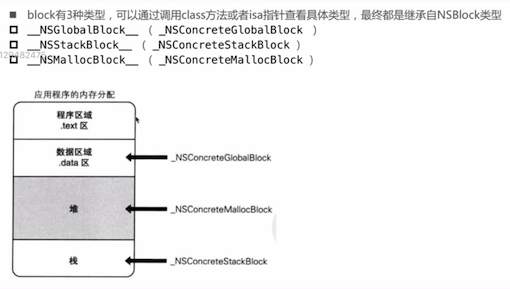 ■ block有3种类型，可以通过调用class方法或者isa指针查看具体类型，最终都是继承自NSBlock类型
__NSGlobalBlock__ （ _NSConcreteGlobalBlock ）
__NSStackBlock__ （ _NSConcreteStackBlock ）
__NSMallocBlock__ （ _NSConcreteMallocBlock ）
应用程序的内存分配
程序区域
.text 区
数据区域
.data 区
_NSConcreteGlobalBlock
堆
_NSConcreteMallocBlock
栈
_NSConcreteStackBlock